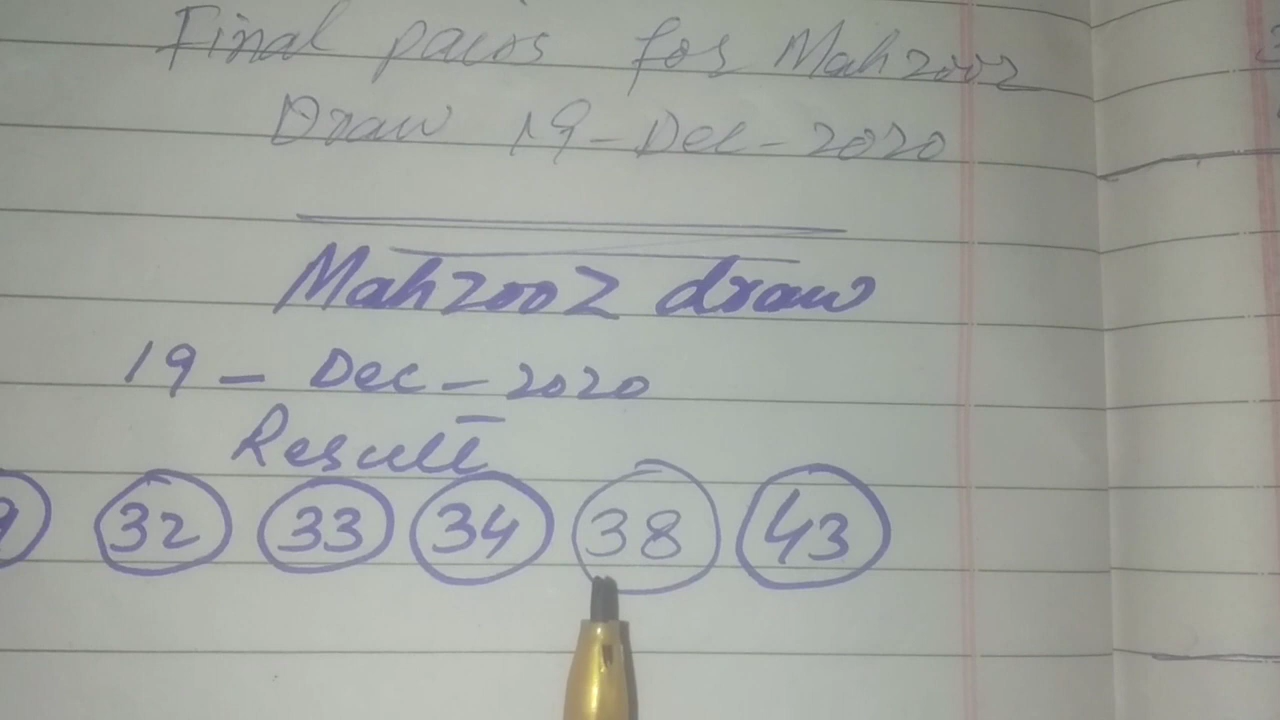 Final pairs for Mahzooz
Draw 19-Dec-2020
Mahzooz draw
19 - Dec - 2020
Result
9 32 33 34 38 43